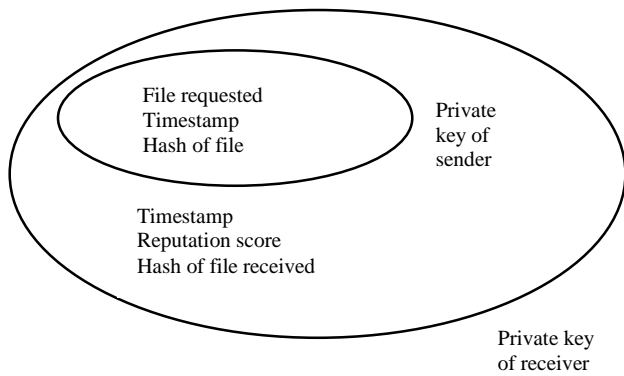 File requested
Timestamp
Hash of file
Private
key of
sender
Timestamp
Reputation score
Hash of file received
Private key
of receiver